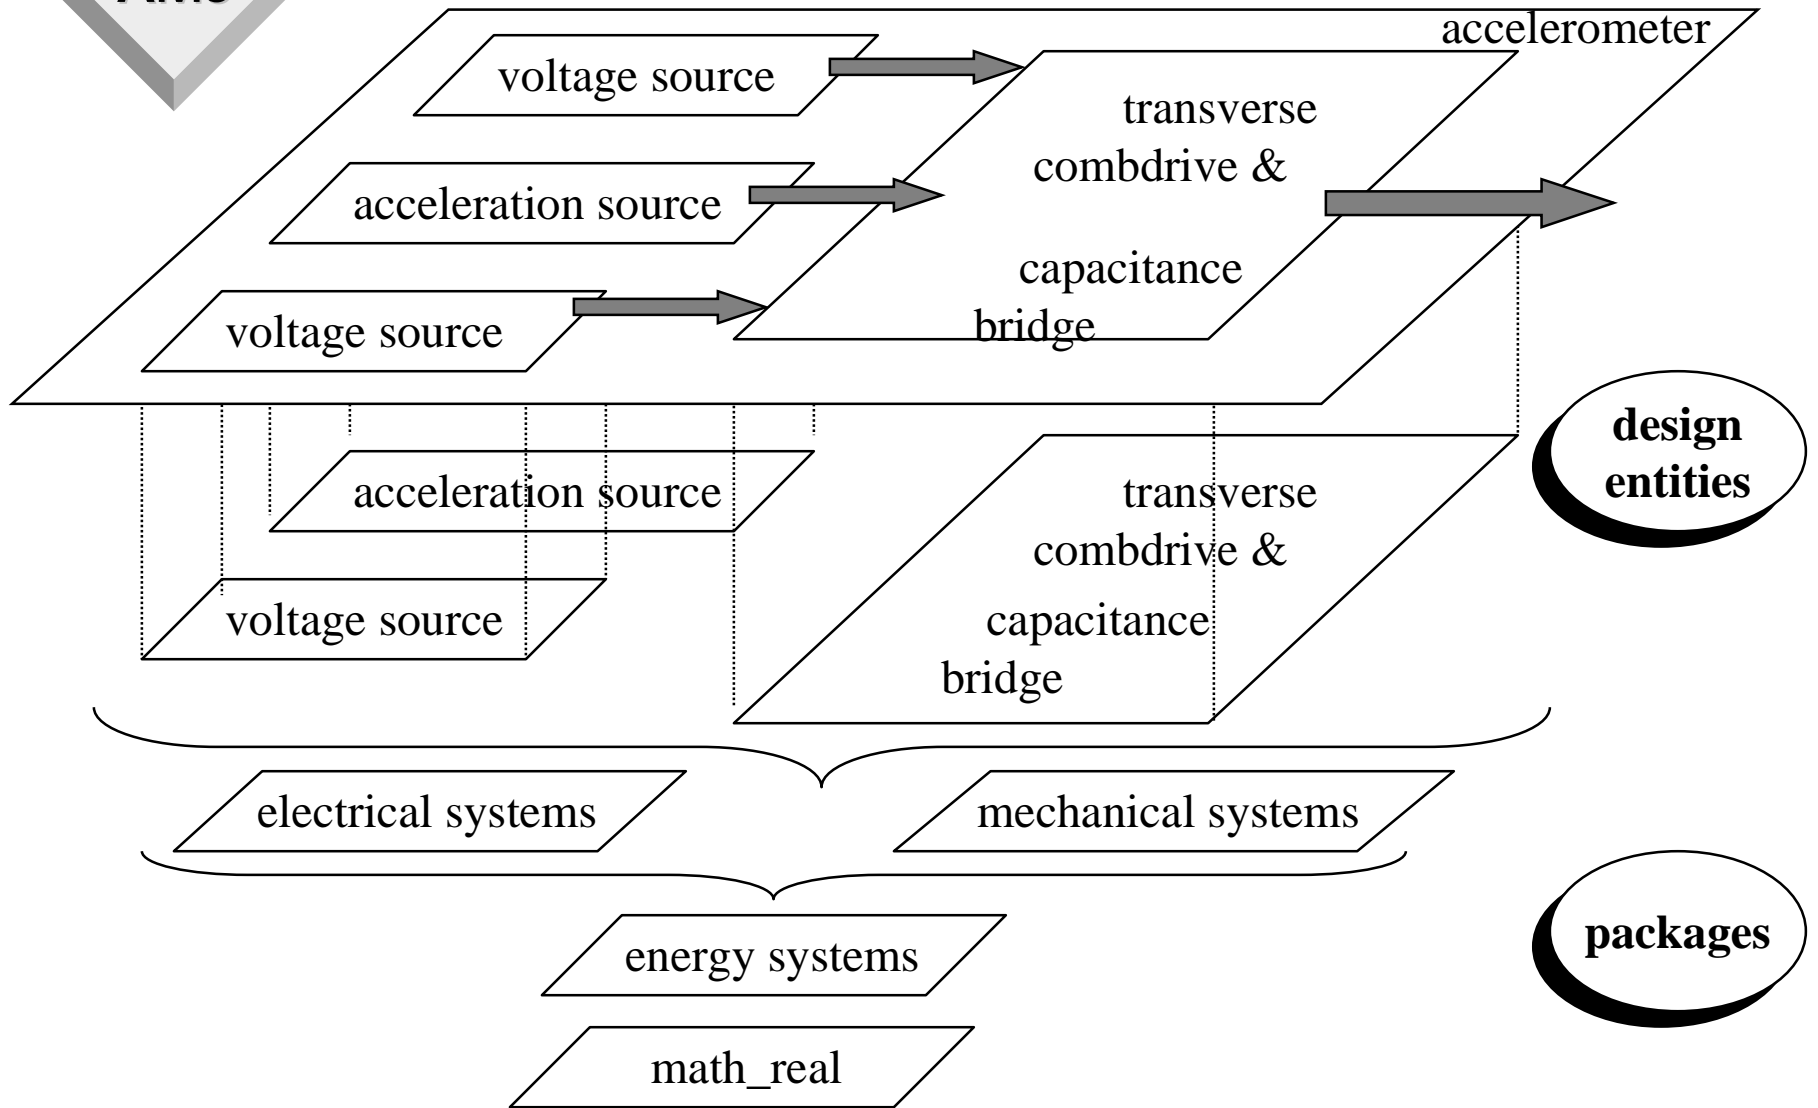 accelerometer
voltage source
transverse
combdrive &
acceleration source
capacitance
bridge
voltage source
design
entities
acceleration source
transverse
combdrive &
voltage source
capacitance
bridge
electrical systems
mechanical systems
energy systems
packages
math_real